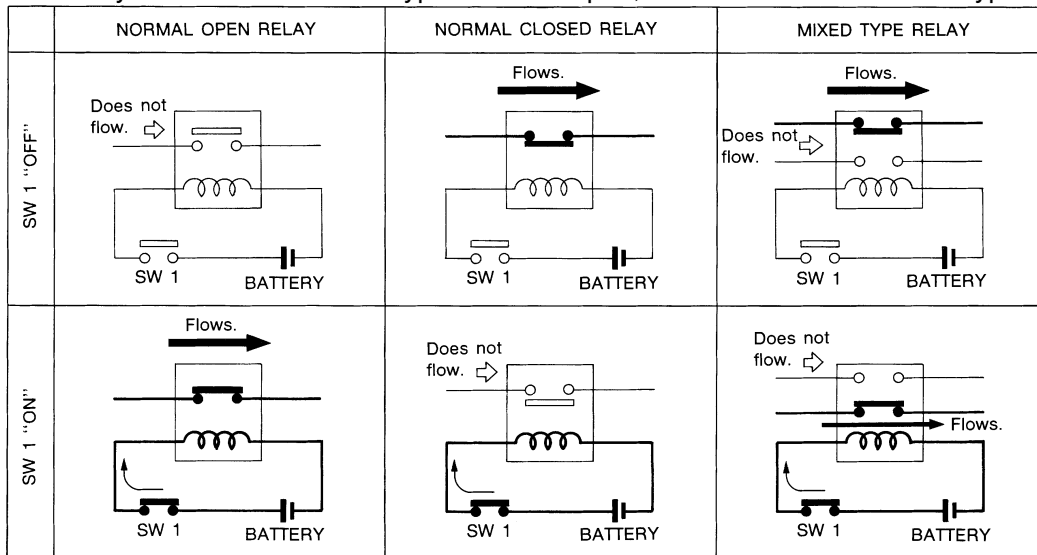 NORMAL OPEN RELAY
NORMAL CLOSED RELAY
MIXED TYPE RELAY
SW 1 "OFF"
Does not
flow.
SW 1
BATTERY
Flows.
SW 1
BATTERY
Flows.
Does not
flow.
SW 1
BATTERY
SW 1 "ON"
Flows.
SW 1
BATTERY
Does not
flow.
SW 1
BATTERY
Does not
flow.
Flows.
SW 1
BATTERY